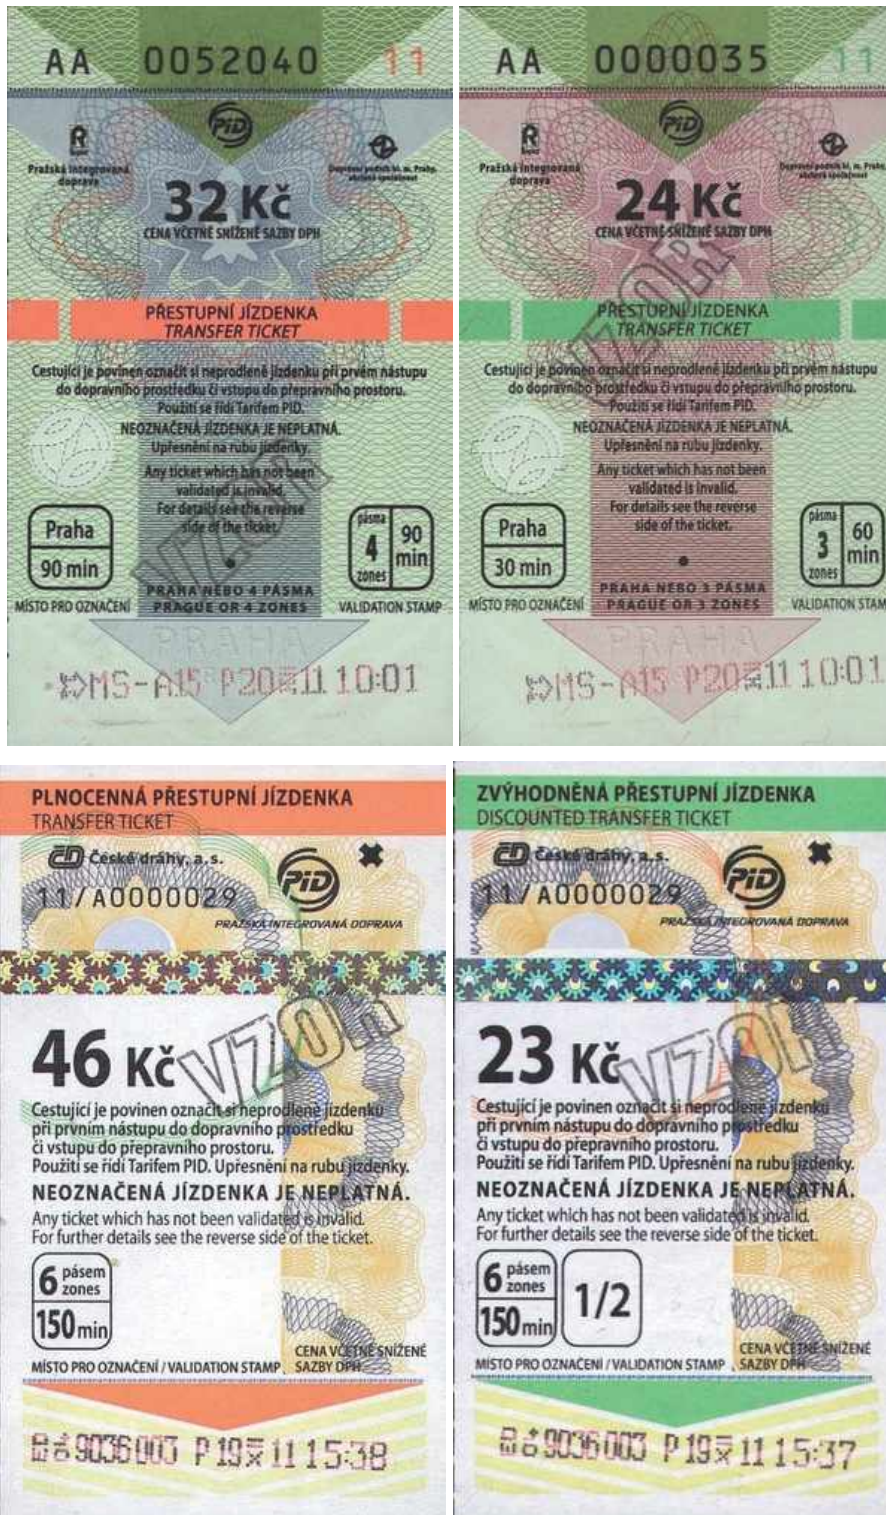 AA 0052040 11
PID
R
Pražská integrovaná
doprava
Dopravní podnik hl. m. Prahy,
akciová společnost
32 Kč
CENA VČETNĚ SNÍŽENÉ SAZBY DPH
PŘESTUPNÍ JÍZDENKA
TRANSFER TICKET
Cestující je povinen označit si neprodleně jízdenku při prvém nástupu
do dopravního prostředku či vstupu do přepravního prostoru.
Použití se řídí Tarifem PID.
NEOZNAČENÁ JÍZDENKA JE NEPLATNÁ.
Upřesnění na rubu jízdenky.
Any ticket which has not been
validated is invalid.
For details see the reverse
side of the ticket.
VZOR
Praha
90 min
pásma
4
zones
90
min
PRAHA NEBO 4 PÁSMA
PRAGUE OR 4 ZONES
MÍSTO PRO OZNAČENÍ
VALIDATION STAMP
PRAHA
MS-A15 P20 11 10:01
AA 0000035 11
PID
R
Pražská integrovaná
doprava
Dopravní podnik hl. m. Prahy,
akciová společnost
24 Kč
CENA VČETNĚ SNÍŽENÉ SAZBY DPH
VZOR
PŘESTUPNÍ JÍZDENKA
TRANSFER TICKET
Cestující je povinen označit si neprodleně jízdenku při prvém nástupu
do dopravního prostředku či vstupu do přepravního prostoru.
Použití se řídí Tarifem PID.
NEOZNAČENÁ JÍZDENKA JE NEPLATNÁ.
Upřesnění na rubu jízdenky.
Any ticket which has not been
validated is invalid.
For details see the reverse
side of the ticket.
Praha
30 min
pásma
3
zones
60
min
PRAHA NEBO 3 PÁSMA
PRAGUE OR 3 ZONES
MÍSTO PRO OZNAČENÍ
VALIDATION STAM
PRAHA
MS-A15 P20 11 10:01
PLNOCENNÁ PŘESTUPNÍ JÍZDENKA
TRANSFER TICKET
ČD České dráhy, a.s.
PID
11/A0000029
PRAŽSKÁ INTEGROVANÁ DOPRAVA
46 Kč
VZOR
Cestující je povinen označit si neprodleně jízdenku
při prvním nástupu do dopravního prostředku
či vstupu do přepravního prostoru.
Použití se řídí Tarifem PID. Upřesnění na rubu jízdenky.
NEOZNAČENÁ JÍZDENKA JE NEPLATNÁ.
Any ticket which has not been validated is invalid.
For further details see the reverse side of the ticket.
6 pásem
zones
150 min
CENA VČETNĚ SNÍŽENÉ
SAZBY DPH
MÍSTO PRO OZNAČENÍ / VALIDATION STAMP
9036003 P 19 11 15:38
ZVÝHODNĚNÁ PŘESTUPNÍ JÍZDENKA
DISCOUNTED TRANSFER TICKET
ČD České dráhy, a.s.
PID
11/A0000029
PRAŽSKÁ INTEGROVANÁ DOPRAVA
23 Kč
VZOR
Cestující je povinen označit si neprodleně jízdenku
při prvním nástupu do dopravního prostředku
či vstupu do přepravního prostoru.
Použití se řídí Tarifem PID. Upřesnění na rubu jízdenky.
NEOZNAČENÁ JÍZDENKA JE NEPLATNÁ.
Any ticket which has not been validated is invalid.
For further details see the reverse side of the ticket.
6 pásem
zones
150 min
1/2
CENA VČETNĚ SNÍŽENÉ
SAZBY DPH
MÍSTO PRO OZNAČENÍ / VALIDATION STAMP
9036003 P 19 11 15:37